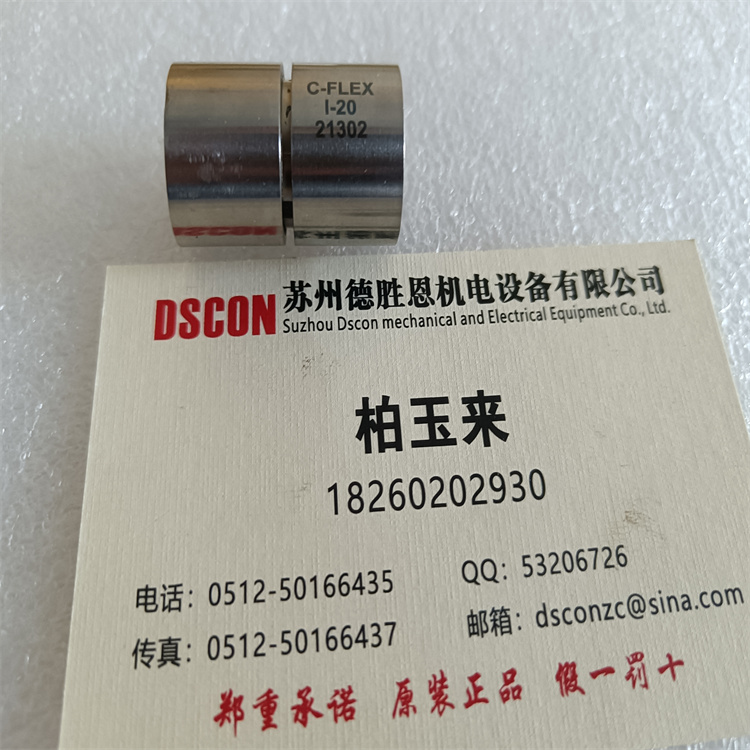 C-FLEX
I-20
21302
DSCON 苏州德胜恩机电设备有限公司
Suzhou Dscon mechanical and Electrical Equipment Co., Ltd.
柏玉来
18260202930
电话：0512-50166435
QQ：53206726
传真：0512-50166437
邮箱：dsconzc@sina.com
郑重承诺 原装正品 假一罚十